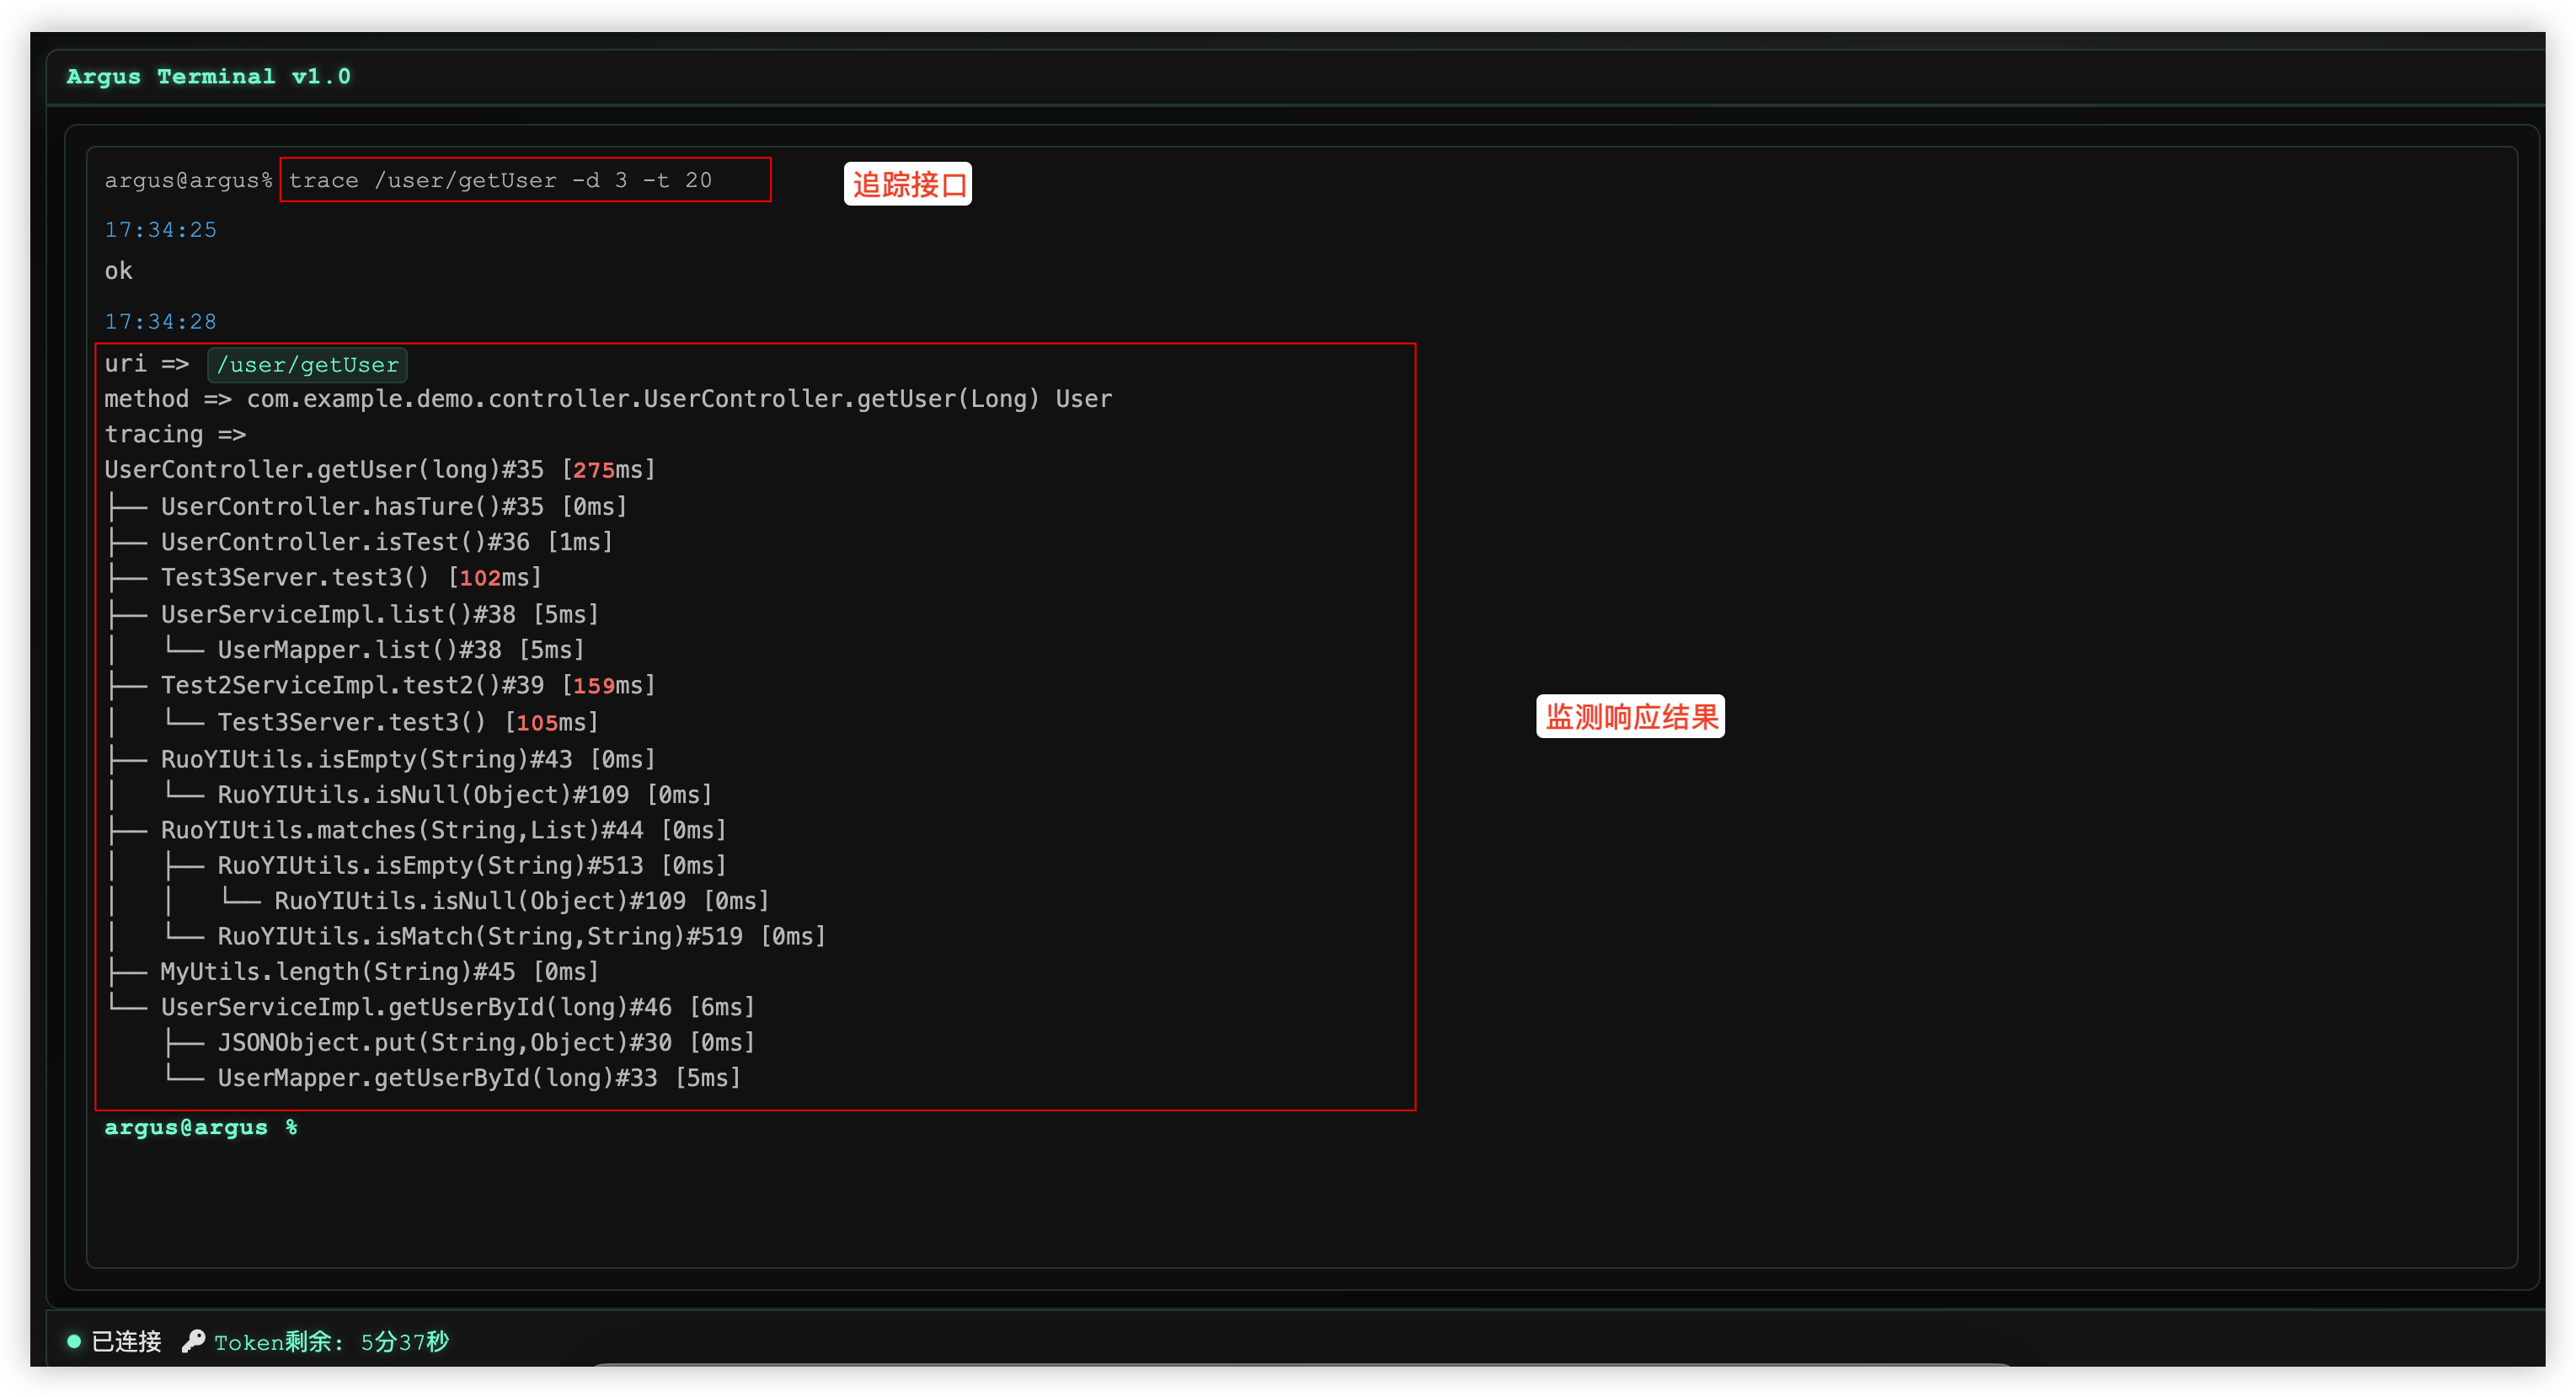 Argus Terminal v1.0
argus@argus% trace /user/getUser -d 3 -t 20
追踪接口
17:34:25
ok
17:34:28
uri => /user/getUser
method => com.example.demo.controller.UserController.getUser(Long) User
tracing =>
UserController.getUser(long)#35 [275ms]
├── UserController.hasTure()#35 [0ms]
├── UserController.isTest()#36 [1ms]
├── Test3Server.test3() [102ms]
├── UserServiceImpl.list()#38 [5ms]
│   └── UserMapper.list()#38 [5ms]
├── Test2ServiceImpl.test2()#39 [159ms]
│   └── Test3Server.test3() [105ms]
监测响应结果
├── RuoYIUtils.isEmpty(String)#43 [0ms]
│   └── RuoYIUtils.isNull(Object)#109 [0ms]
├── RuoYIUtils.matches(String,List)#44 [0ms]
│   ├── RuoYIUtils.isEmpty(String)#513 [0ms]
│   │   └── RuoYIUtils.isNull(Object)#109 [0ms]
│   └── RuoYIUtils.isMatch(String,String)#519 [0ms]
├── MyUtils.length(String)#45 [0ms]
└── UserServiceImpl.getUserById(long)#46 [6ms]
    ├── JSONObject.put(String,Object)#30 [0ms]
    └── UserMapper.getUserById(long)#33 [5ms]
argus@argus %
已连接 Token剩余: 5分37秒